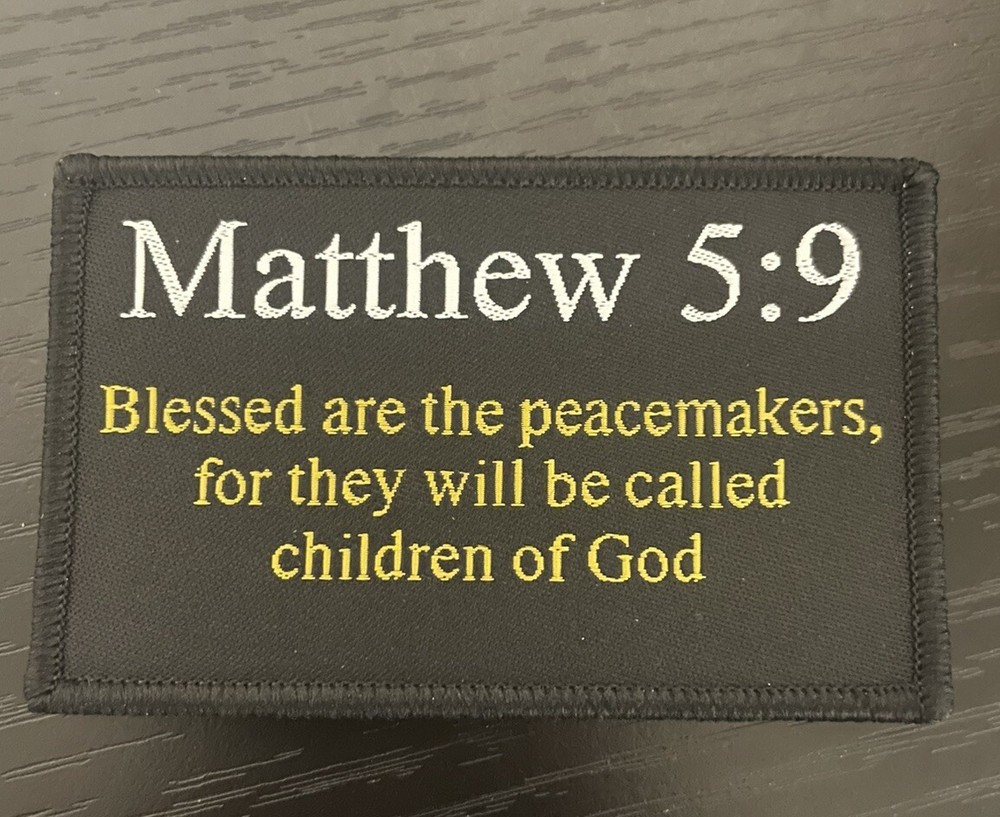 Matthew 5:9
Blessed are the peacemakers,
for they will be called
children of God